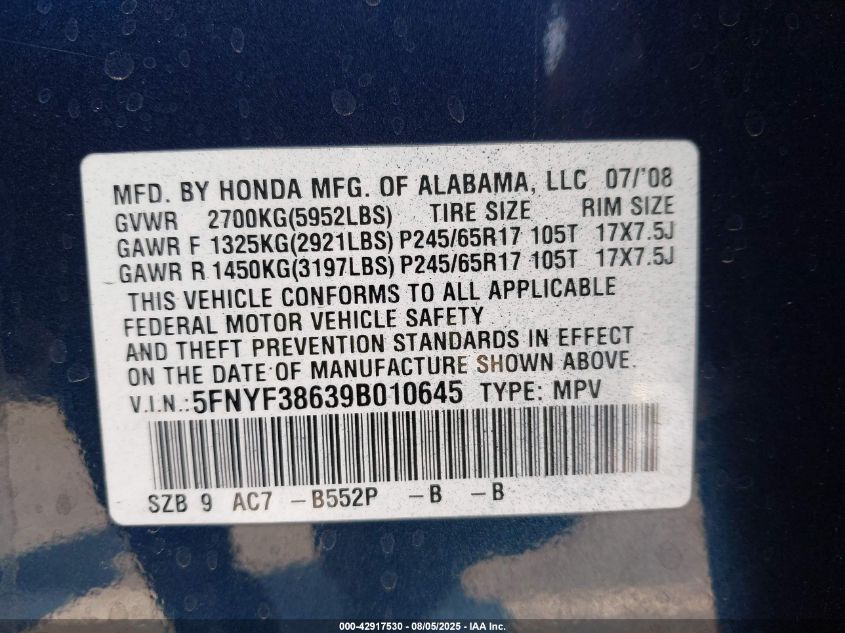 MFD. BY HONDA MFG. OF ALABAMA, LLC 07/'08
GVWR 2700KG(5952LBS) TIRE SIZE RIM SIZE
GAWR F 1325KG(2921LBS) P245/65R17 105T 17X7.5J
GAWR R 1450KG(3197LBS) P245/65R17 105T 17X7.5J
THIS VEHICLE CONFORMS TO ALL APPLICABLE
FEDERAL MOTOR VEHICLE SAFETY
AND THEFT PREVENTION STANDARDS IN EFFECT
ON THE DATE OF MANUFACTURE SHOWN ABOVE.
V.I.N.: 5FNYF38639B010645 TYPE: MPV
SZB 9 AC7 -B552P -B -B
000-42917530 - 08/05/2025 - IAA Inc.